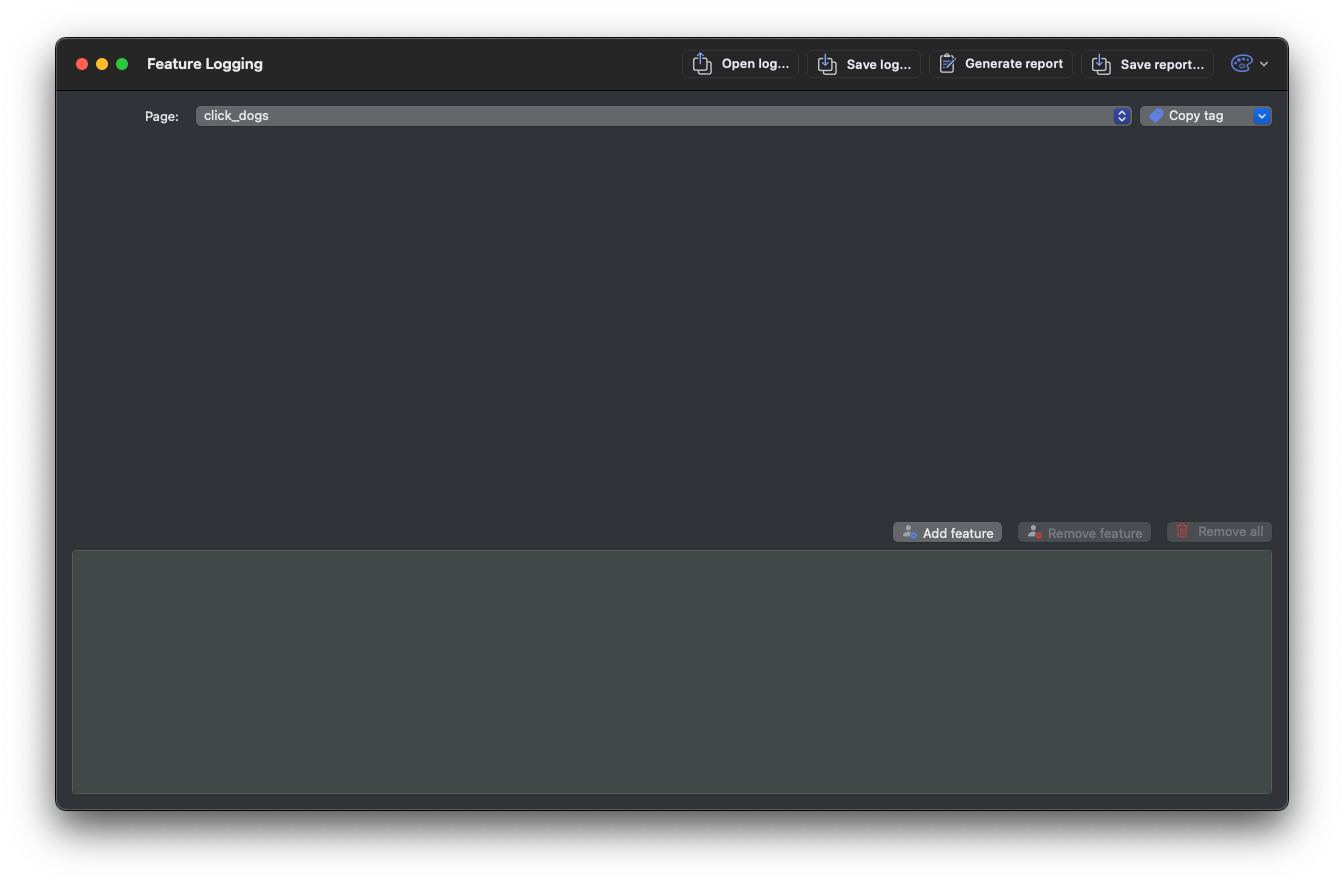 Feature Logging
Open log...
Save log...
Generate report
Save report...
Page:
click_dogs
Copy tag
Add feature
Remove feature
Remove all